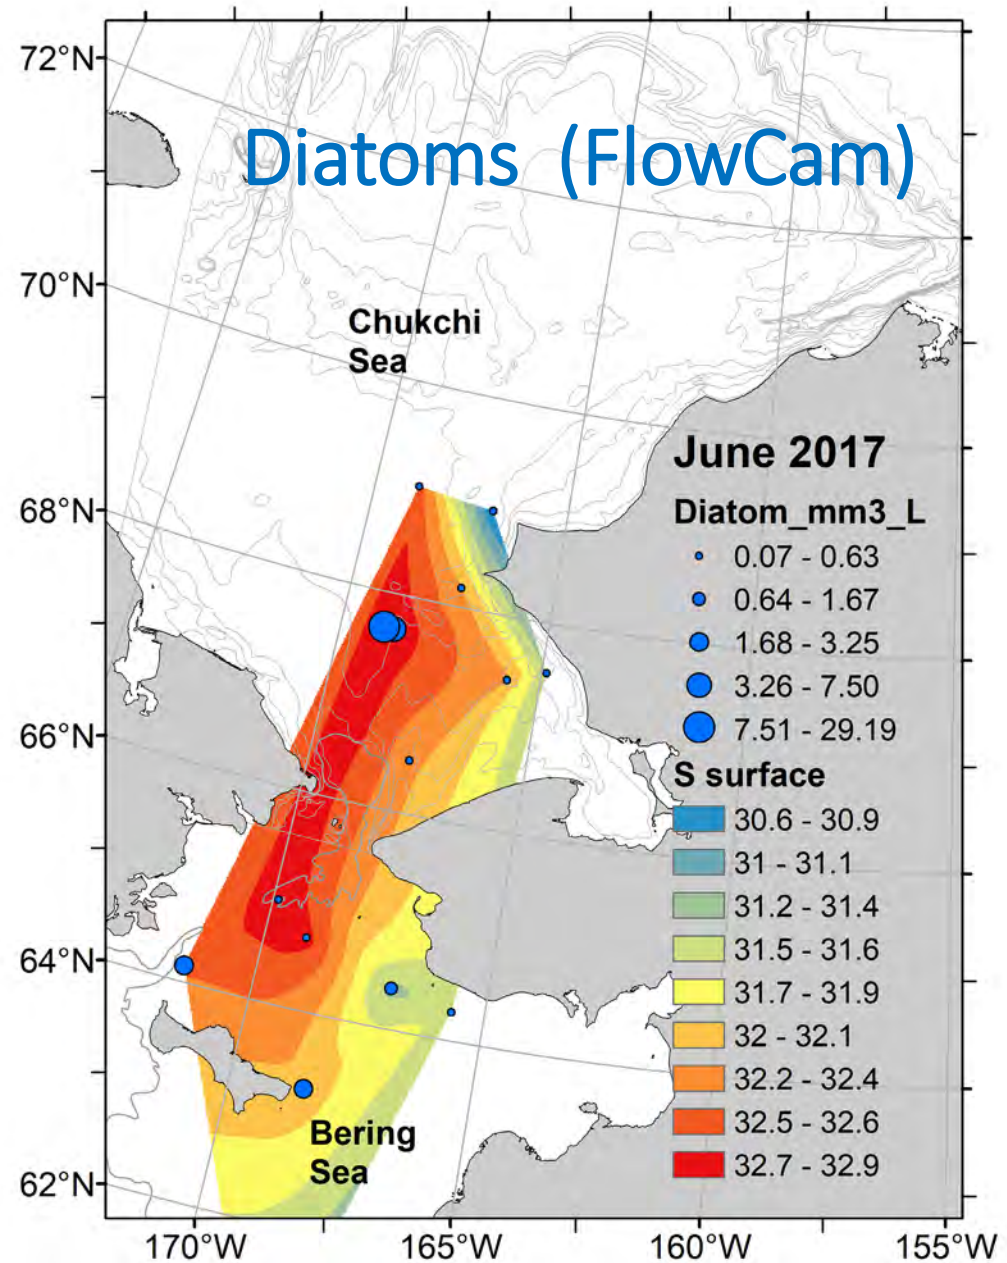 Diatoms (FlowCam)
72°N
70°N
68°N
66°N
64°N
62°N
Chukchi
Sea
June 2017
Diatom_mm3_L
0.07 - 0.63
0.64 - 1.67
1.68 - 3.25
3.26 - 7.50
7.51 - 29.19
S surface
30.6 - 30.9
31 - 31.1
31.2 - 31.4
31.5 - 31.6
31.7 - 31.9
32 - 32.1
32.2 - 32.4
32.5 - 32.6
32.7 - 32.9
Bering
Sea
170°W
165°W
160°W
155°W